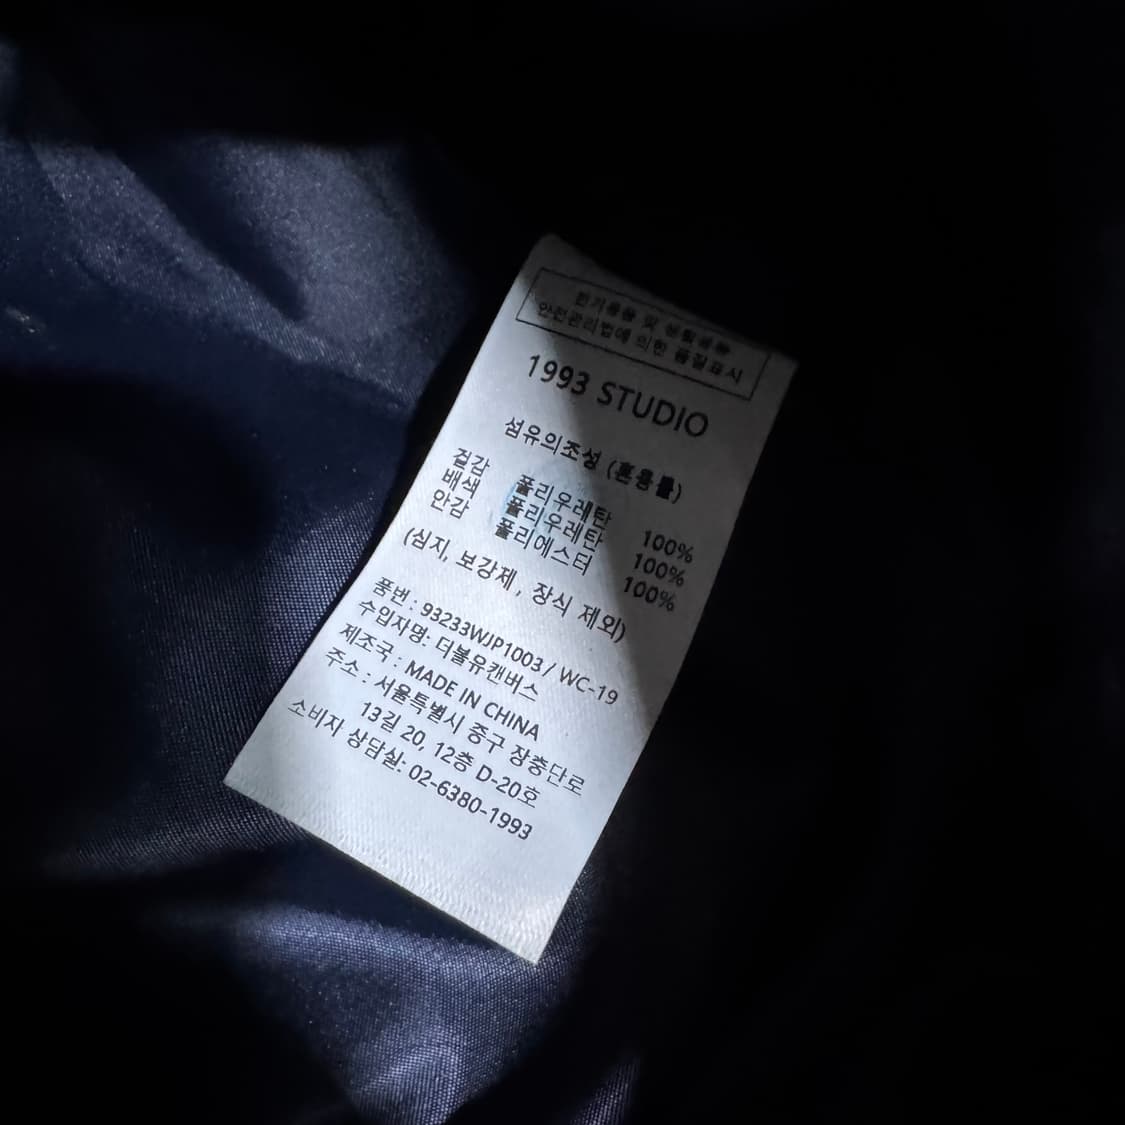 전기용품 및 생활용품
안전관리법에 의한 품질표시
1993 STUDIO
섬유의조성 (혼용률)
겉감 폴리우레탄 100%
배색 폴리우레탄 100%
안감 폴리에스터 100%
(심지, 보강제, 장식 제외)
품번 : 93233WJP1003 / WC-19
수입자명: 더블유캔버스
제조국 : MADE IN CHINA
주소 : 서울특별시 중구 장충단로
13길 20, 12층 D-20호
소비자 상담실: 02-6380-1993